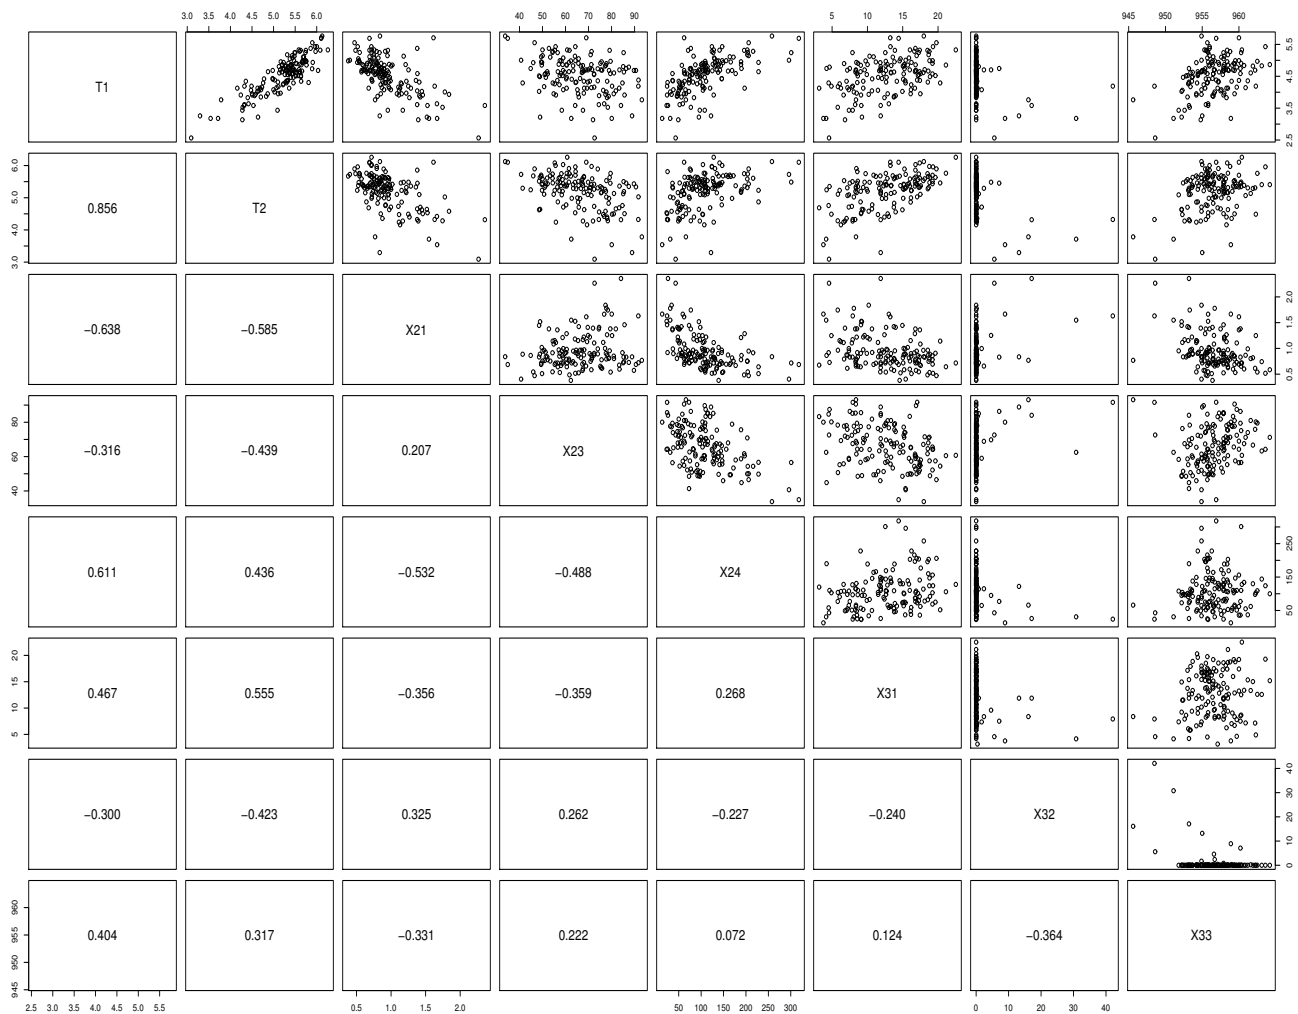 3.0 3.5 4.0 4.5 5.0 5.5 6.0 40 50 60 70 80 90 5 10 15 20 945 950 955 960
T1 2.5 3.5 4.5 5.5
3.0 4.0 5.0 6.0 0.856 T2
−0.638 −0.585 X21 0.5 1.0 1.5 2.0
40 60 80 −0.316 −0.439 0.207 X23
0.611 0.436 −0.532 −0.488 X24 50 150 250
5 10 15 20 0.467 0.555 −0.356 −0.359 0.268 X31
−0.300 −0.423 0.325 0.262 −0.227 −0.240 X32 0 10 20 30 40
945 950 955 960 0.404 0.317 −0.331 0.222 0.072 0.124 −0.364 X33
2.5 3.0 3.5 4.0 4.5 5.0 5.5 0.5 1.0 2.0 50 100 150 200 250 300 0 10 20 30 40